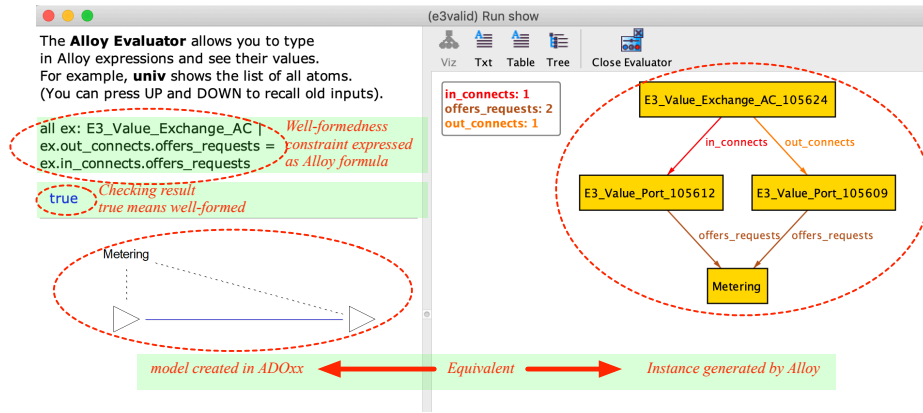 (e3valid) Run show
The Alloy Evaluator allows you to type
in Alloy expressions and see their values.
For example, univ shows the list of all atoms.
(You can press UP and DOWN to recall old inputs).
all ex: E3_Value_Exchange_AC |
ex.out_connects.offers_requests =
ex.in_connects.offers_requests
Well-formedness
constraint expressed
as Alloy formula
true
Checking result
true means well-formed
Metering
Viz
Txt
Table
Tree
Close Evaluator
in_connects: 1
offers_requests: 2
out_connects: 1
E3_Value_Exchange_AC_105624
in_connects
out_connects
E3_Value_Port_105612
E3_Value_Port_105609
offers_requests
offers_requests
Metering
model created in ADOxx
Equivalent
Instance generated by Alloy